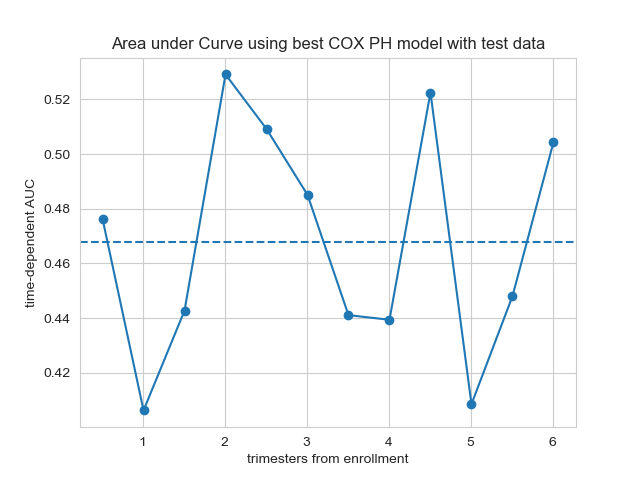 Area under Curve using best COX PH model with test data
time-dependent AUC
0.52
0.50
0.48
0.46
0.44
0.42
1 2 3 4 5 6
trimesters from enrollment